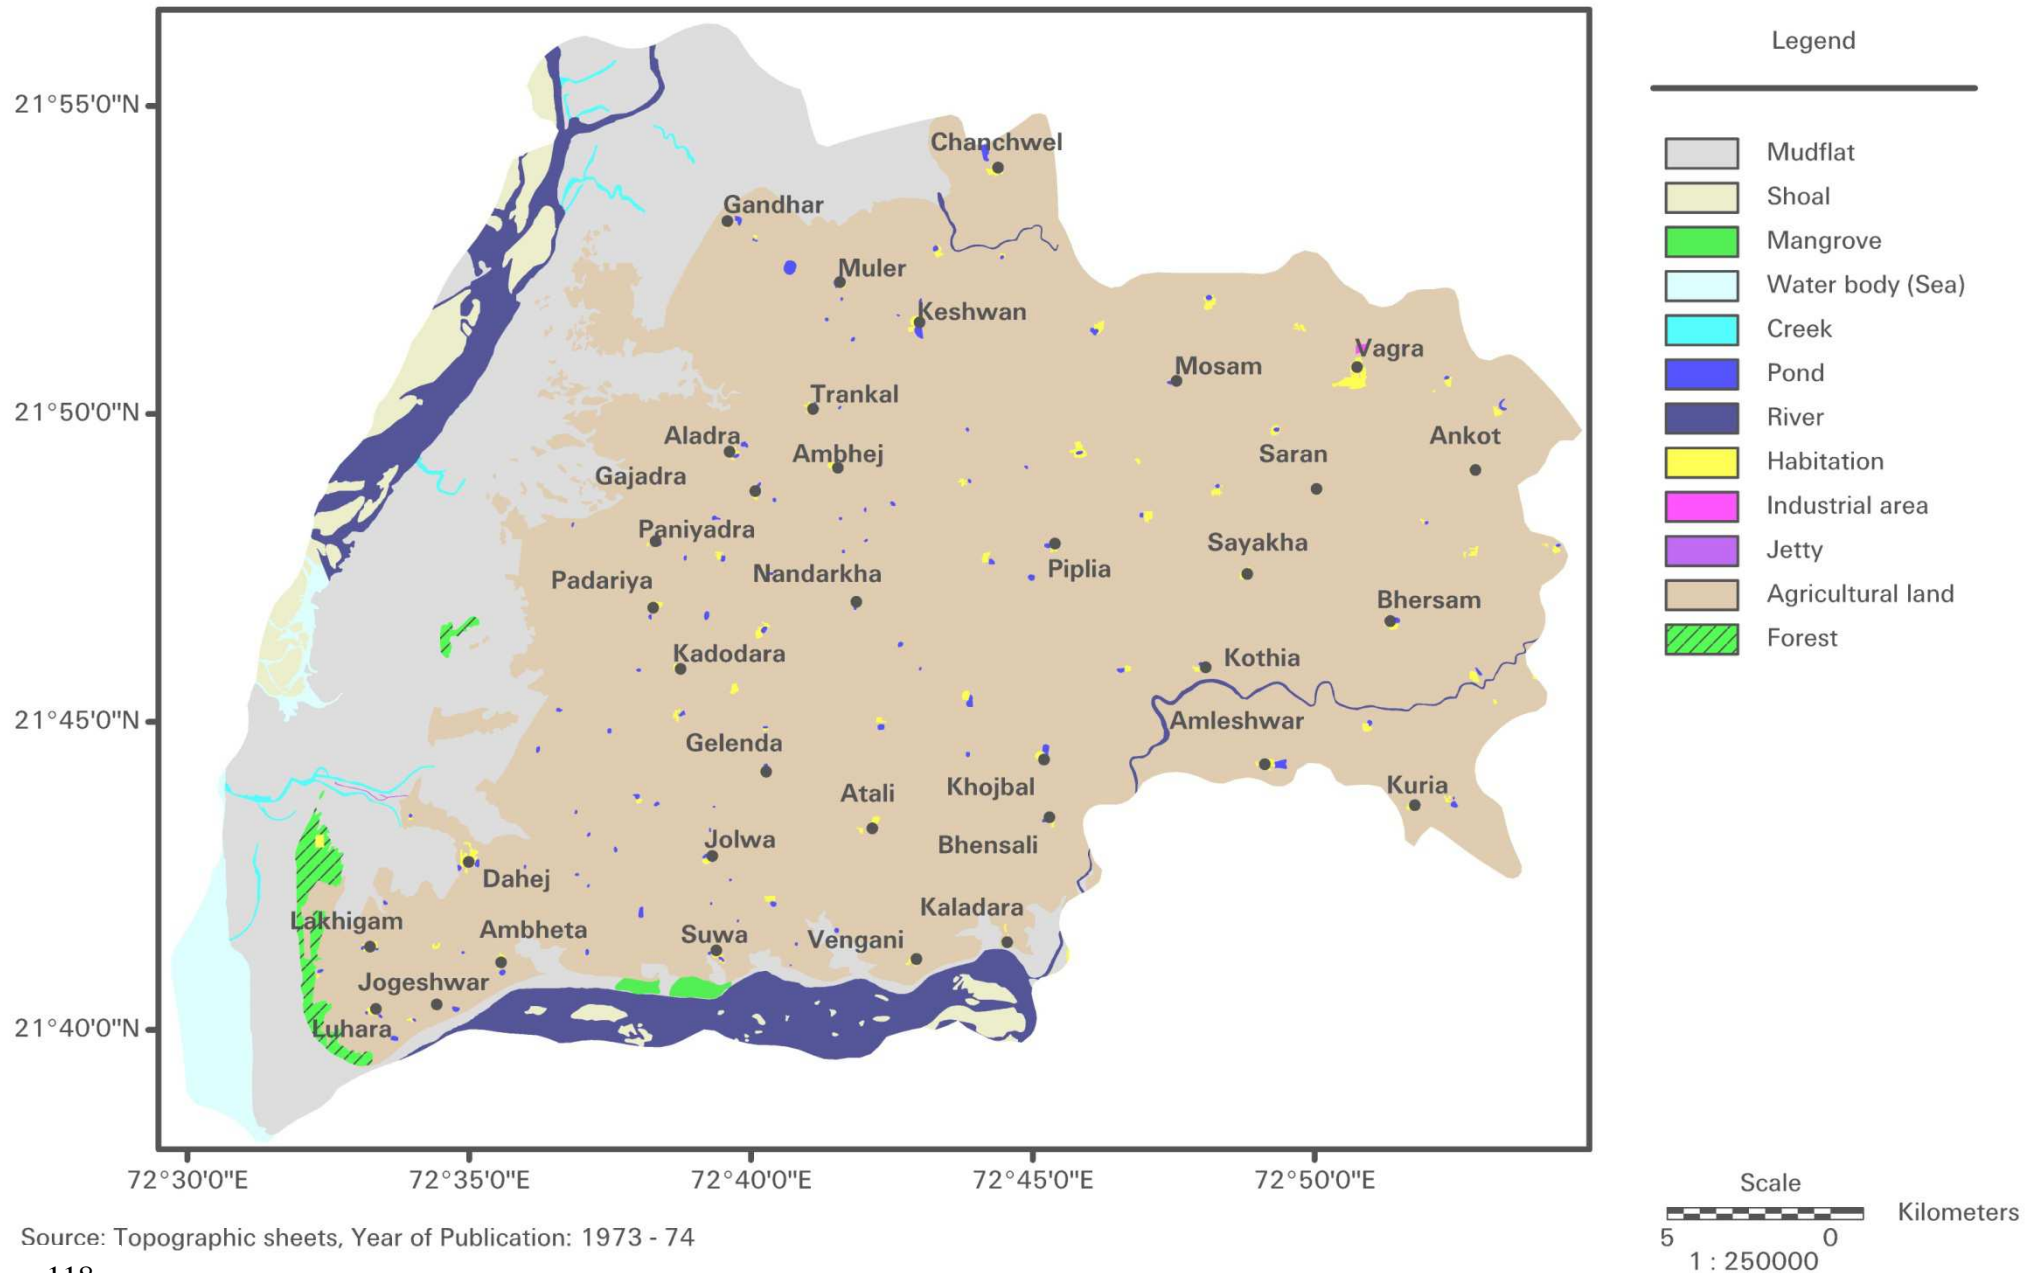 Legend
21°55'0"N
21°50'0"N
21°45'0"N
21°40'0"N
Chanchwel
Gandhar
Muler
Keshwan
Vagra
Mosam
Trankal
Aladra
Ambhej
Ankot
Saran
Gajadra
Paniyadra
Sayakha
Piplia
Nandarkha
Padariya
Bhersam
Kadodara
Kothia
Amleshwar
Gelenda
Khojbal
Kuria
Atali
Jolwa
Bhensali
Dahej
Kaladara
Lakhigam
Ambheta
Suwa
Vengani
Jogeshwar
Luhara
72°30'0"E 72°35'0"E 72°40'0"E 72°45'0"E 72°50'0"E
Mudflat
Shoal
Mangrove
Water body (Sea)
Creek
Pond
River
Habitation
Industrial area
Jetty
Agricultural land
Forest
Scale
Kilometers
5 0
1 : 250000
Source: Topographic sheets, Year of Publication: 1973 - 74